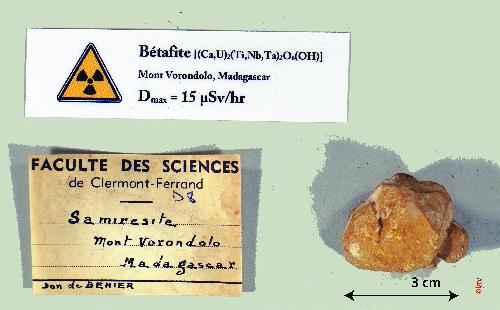 Bétafite [(Ca,U)₂(Ti,Nb,Ta)₂O₆(OH)]
Mont Vorondolo, Madagascar
Dmax = 15 µSv/hr
FACULTE DES SCIENCES
de Clermont-Ferrand
D8
Samiresite
Mont Vorondolo
Madagascar
Don de BEHIER
3 cm